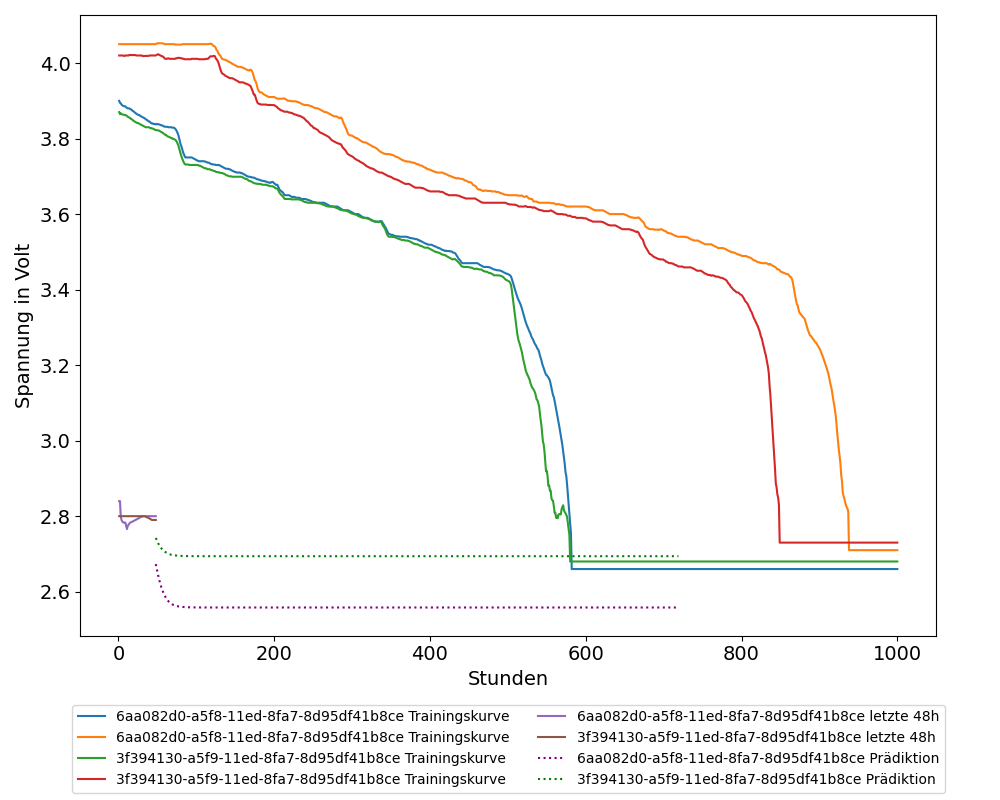 4.0
3.8
3.6
3.4
3.2
3.0
2.8
2.6
Spannung in Volt
0 200 400 600 800 1000
Stunden
6aa082d0-a5f8-11ed-8fa7-8d95df41b8ce Trainingskurve
6aa082d0-a5f8-11ed-8fa7-8d95df41b8ce Trainingskurve
3f394130-a5f9-11ed-8fa7-8d95df41b8ce Trainingskurve
3f394130-a5f9-11ed-8fa7-8d95df41b8ce Trainingskurve
6aa082d0-a5f8-11ed-8fa7-8d95df41b8ce letzte 48h
3f394130-a5f9-11ed-8fa7-8d95df41b8ce letzte 48h
6aa082d0-a5f8-11ed-8fa7-8d95df41b8ce Prädiktion
3f394130-a5f9-11ed-8fa7-8d95df41b8ce Prädiktion